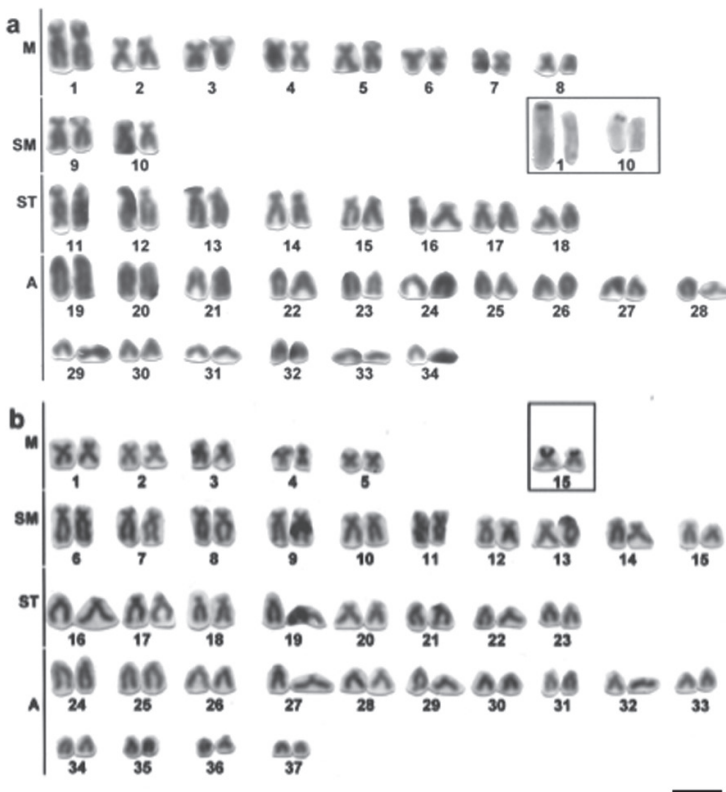 a
M
1 2 3 4 5 6 7 8
SM
9 10
1 10
ST
11 12 13 14 15 16 17 18
A
19 20 21 22 23 24 25 26 27 28
29 30 31 32 33 34
b
M
1 2 3 4 5
15
SM
6 7 8 9 10 11 12 13 14 15
ST
16 17 18 19 20 21 22 23
A
24 25 26 27 28 29 30 31 32 33
34 35 36 37